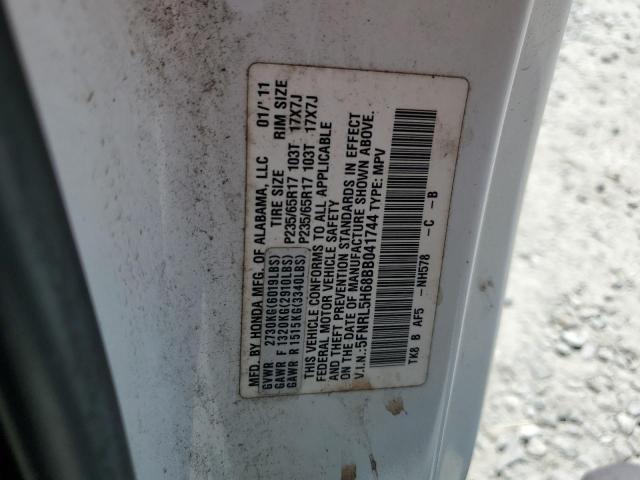 MFD. BY HONDA MFG. OF ALABAMA, LLC 01/'11
TIRE SIZE RIM SIZE
GVWR 2730KG(6019LBS)
GAWR F 1320KG(2910LBS) P235/65R17 103T 17X7J
GAWR R 1515KG(3340LBS) P235/65R17 103T 17X7J
THIS VEHICLE CONFORMS TO ALL APPLICABLE
FEDERAL MOTOR VEHICLE SAFETY
AND THEFT PREVENTION STANDARDS IN EFFECT
ON THE DATE OF MANUFACTURE SHOWN ABOVE.
V.I.N.:5FNRL5H68BB041744 TYPE: MPV
TK8 B AF5 -NH578 -C -B